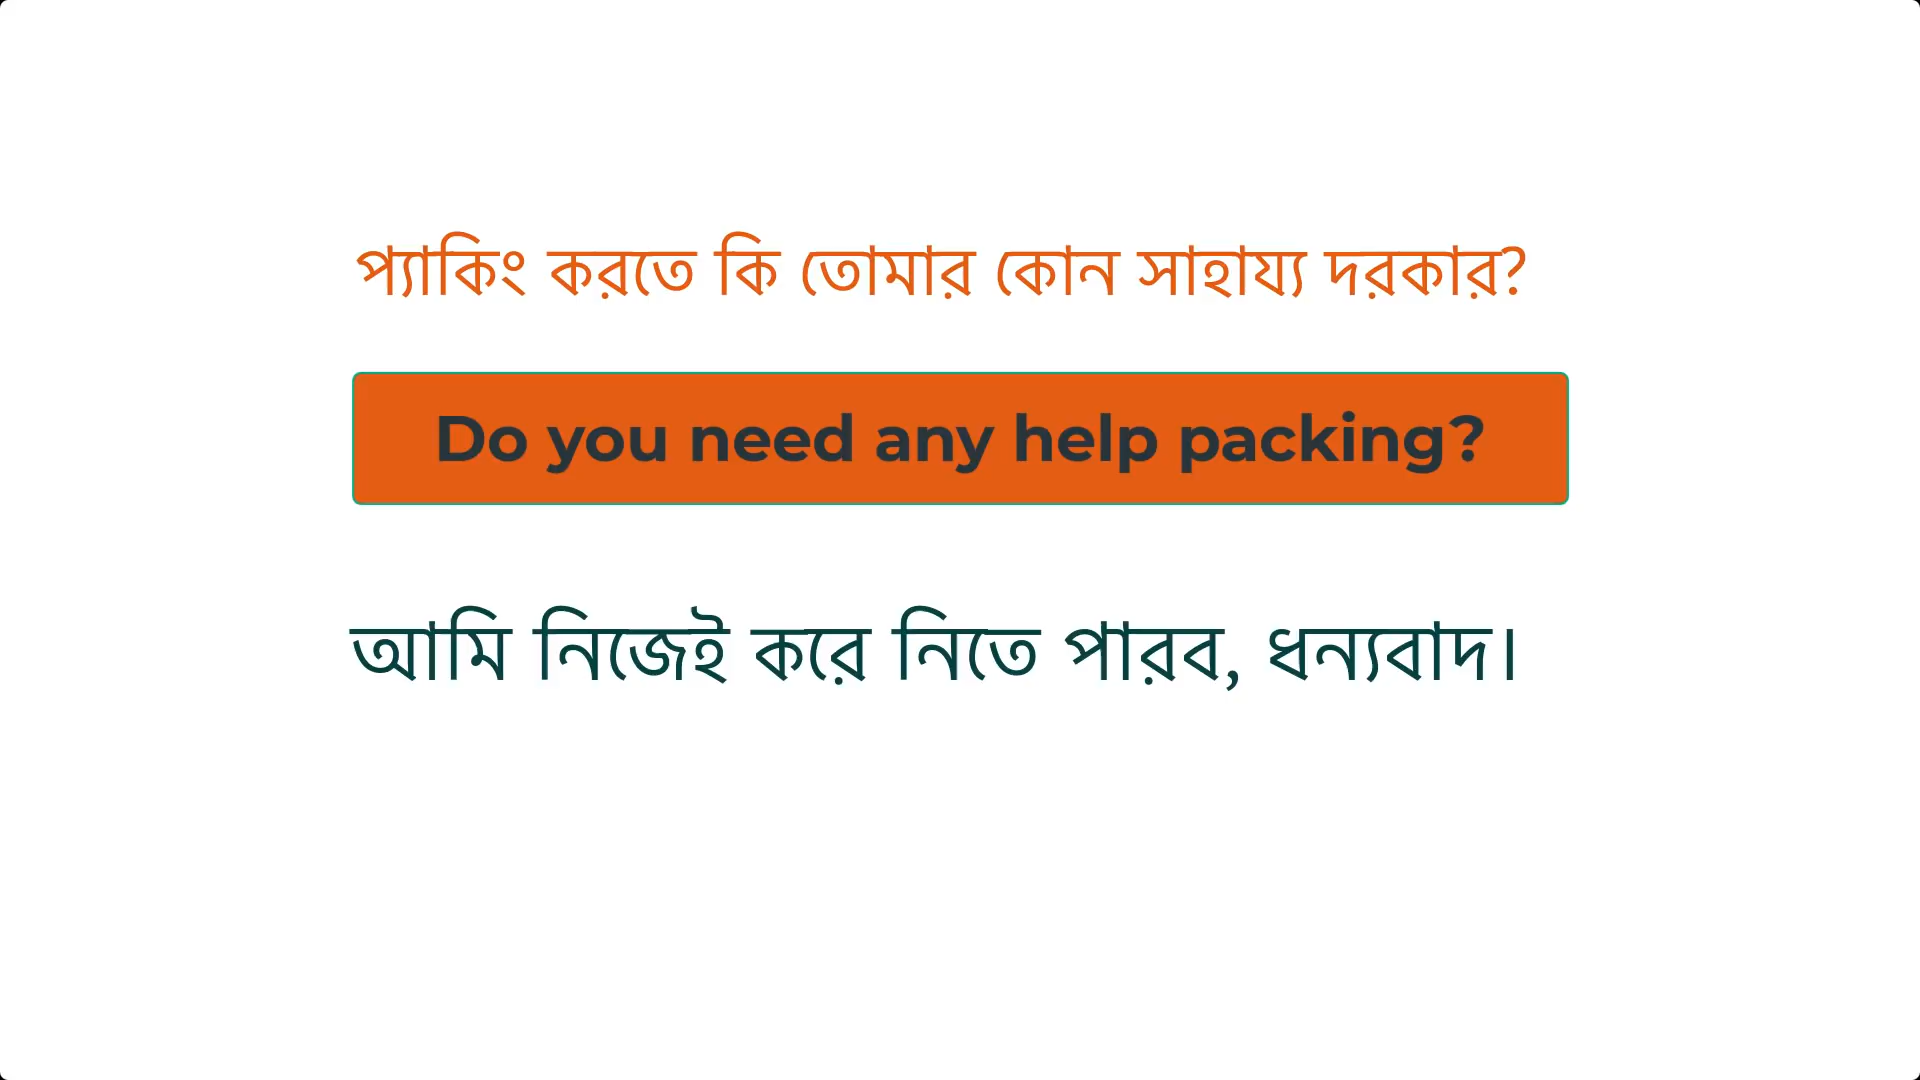 প্যাকিং করতে কি তোমার কোন সাহায্য দরকার?
Do you need any help packing?
আমি নিজেই করে নিতে পারব, ধন্যবাদ।